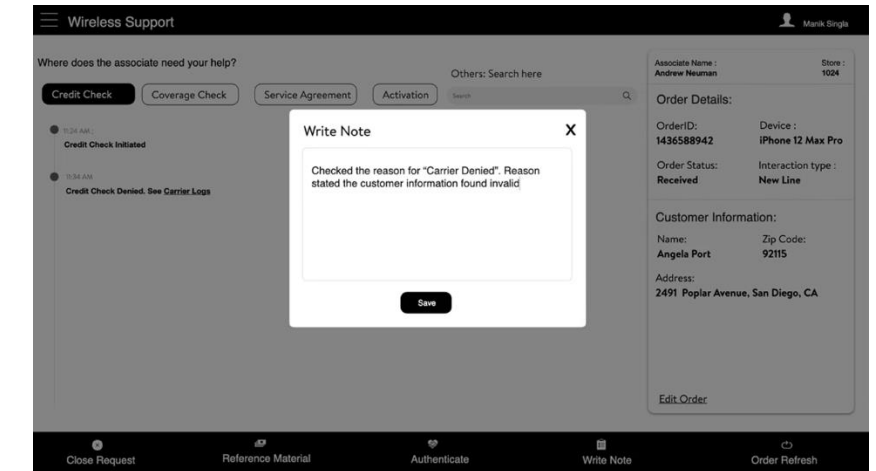 Wireless Support
Manik Singla
Where does the associate need your help?
Others: Search here
Credit Check
Coverage Check
Service Agreement
Activation
Search
11:24 AM :
Credit Check Initiated
11:34 AM
Credit Check Denied. See Carrier Logs
Write Note
X
Checked the reason for “Carrier Denied”. Reason
stated the customer information found invalid
Save
Associate Name : Store :
Andrew Neuman 1024
Order Details:
OrderID: Device :
1436588942 iPhone 12 Max Pro
Order Status: Interaction type :
Received New Line
Customer Information:
Name: Zip Code:
Angela Port 92115
Address:
2491 Poplar Avenue, San Diego, CA
Edit Order
Close Request
Reference Material
Authenticate
Write Note
Order Refresh